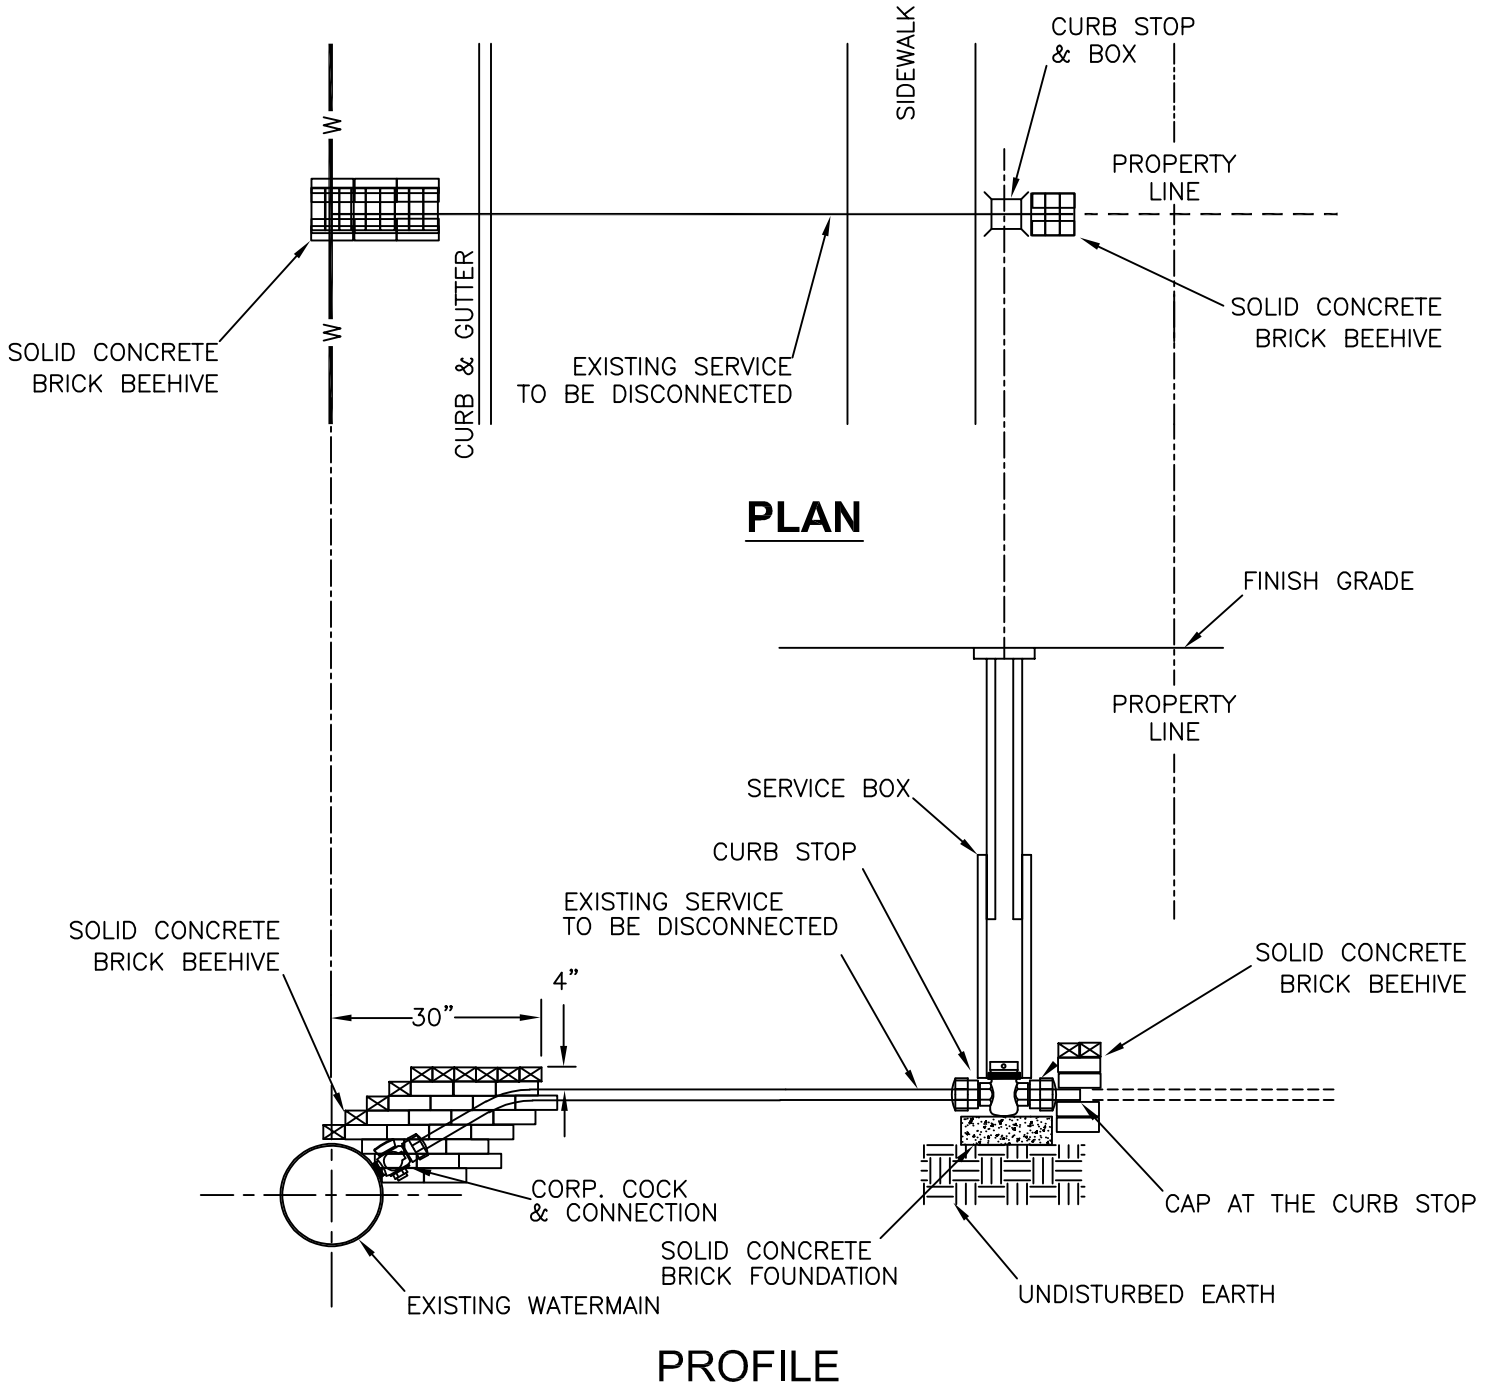 SIDEWALK
CURB STOP
& BOX
W
PROPERTY
LINE
W
CURB & GUTTER
SOLID CONCRETE
BRICK BEEHIVE
EXISTING SERVICE
TO BE DISCONNECTED
SOLID CONCRETE
BRICK BEEHIVE
PLAN
FINISH GRADE
PROPERTY
LINE
SERVICE BOX
CURB STOP
EXISTING SERVICE
TO BE DISCONNECTED
SOLID CONCRETE
BRICK BEEHIVE
SOLID CONCRETE
BRICK BEEHIVE
4”
30”
CORP. COCK
& CONNECTION
CAP AT THE CURB STOP
SOLID CONCRETE
BRICK FOUNDATION
UNDISTURBED EARTH
EXISTING WATERMAIN
PROFILE